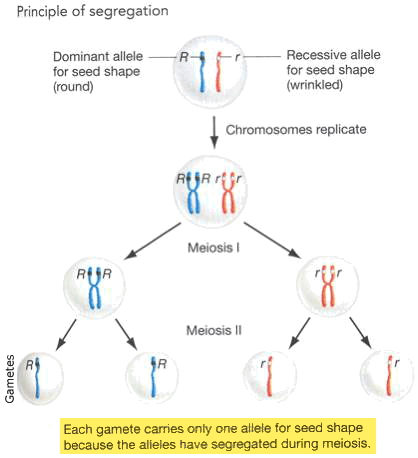 Principle of segregation
Dominant allele
for seed shape
(round)
R
r
Recessive allele
for seed shape
(wrinkled)
Chromosomes replicate
R R r r
Meiosis I
R R
r r
Meiosis II
Gametes
R
R
r
r
Each gamete carries only one allele for seed shape
because the alleles have segregated during meiosis.